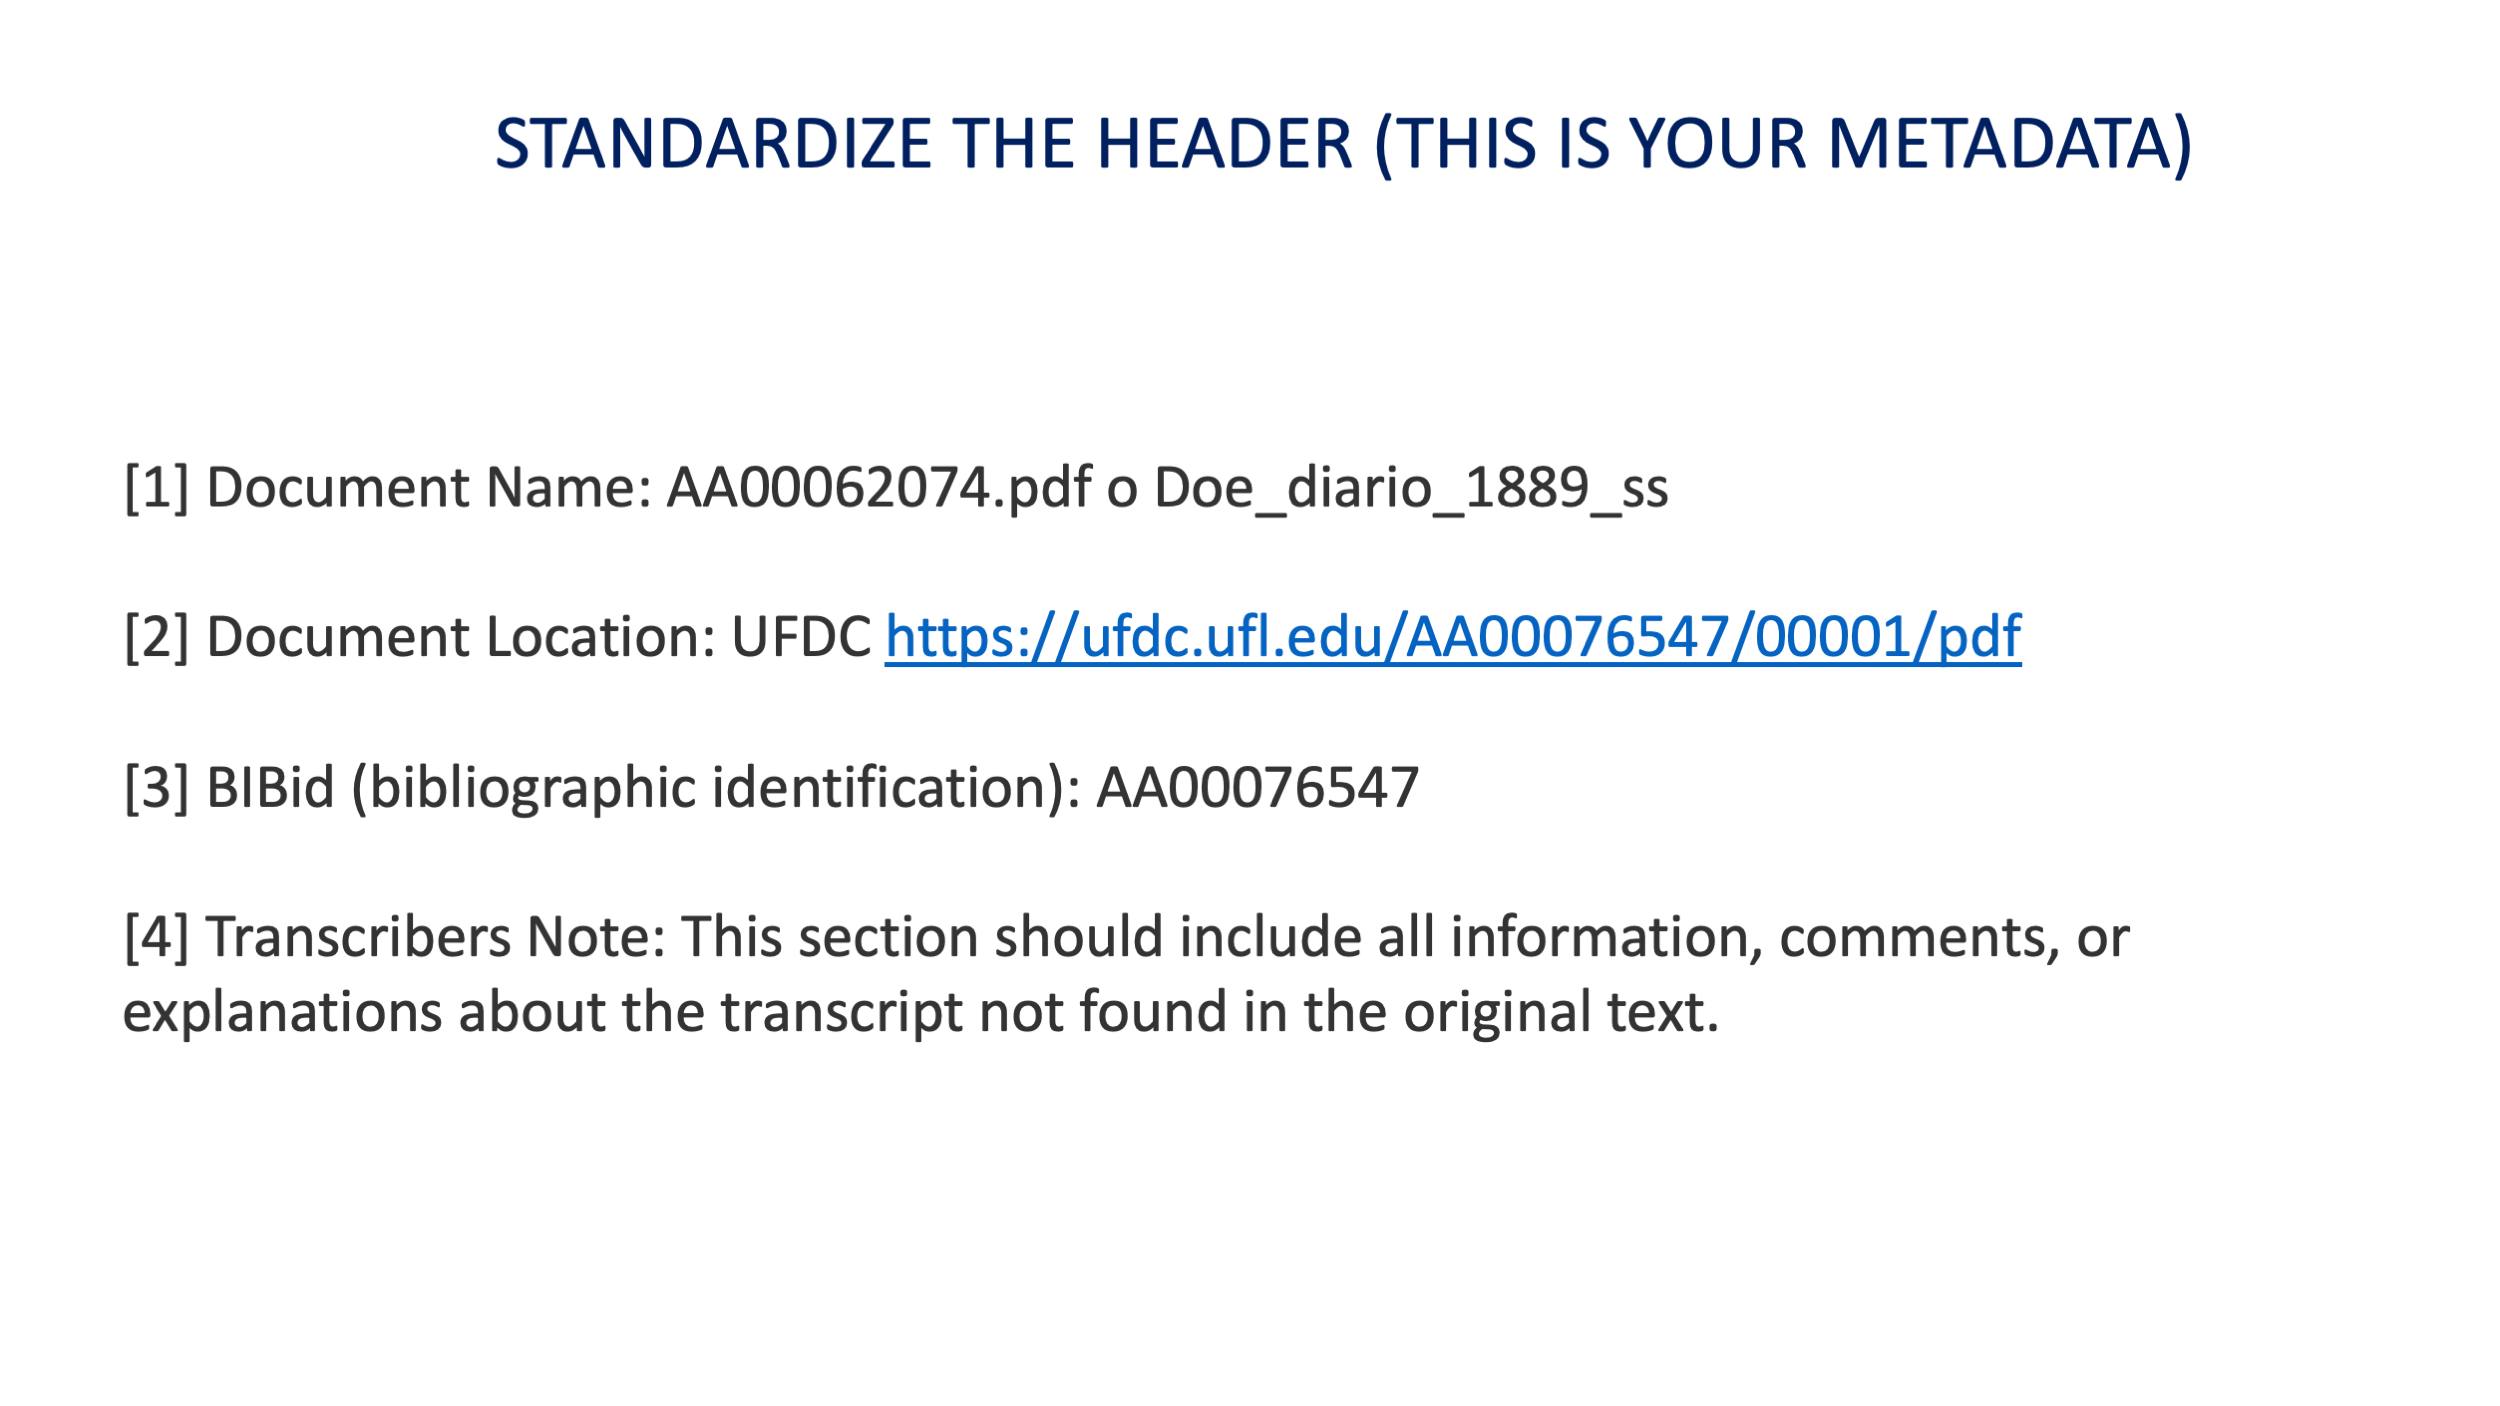 STANDARDIZE THE HEADER (THIS IS YOUR METADATA)
[1] Document Name: AA00062074.pdf o Doe_diario_1889_ss
[2] Document Location: UFDC https://ufdc.ufl.edu/AA00076547/00001/pdf
[3] BIBid (bibliographic identification): AA00076547
[4] Transcribers Note: This section should include all information, comments, or
explanations about the transcript not found in the original text.